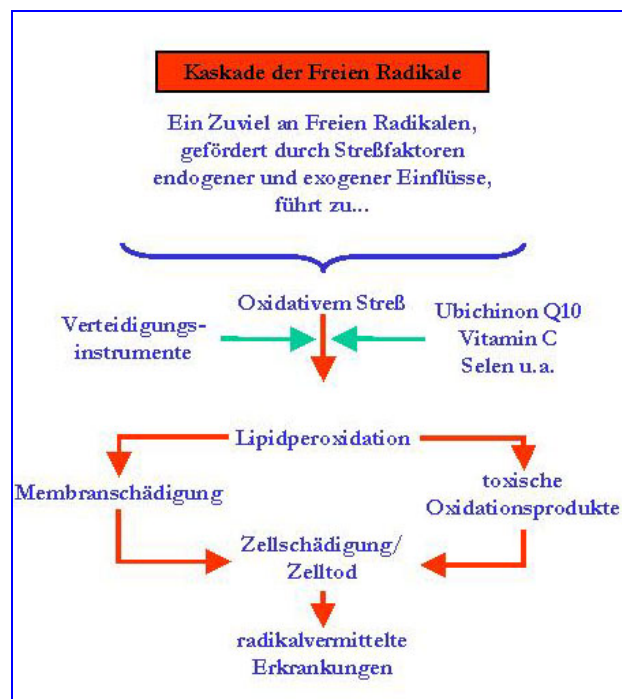 Kaskade der Freien Radikale
Ein Zuviel an Freien Radikalen,
gefördert durch Streßfaktoren
endogener und exogener Einflüsse,
führt zu...
Oxidativem Streß
Verteidigungs-
instrumente
Ubichinon Q10
Vitamin C
Selen u.a.
Lipidperoxidation
Membranschädigung
toxische
Oxidationsprodukte
Zellschädigung/
Zelltod
radikalvermittelte
Erkrankungen